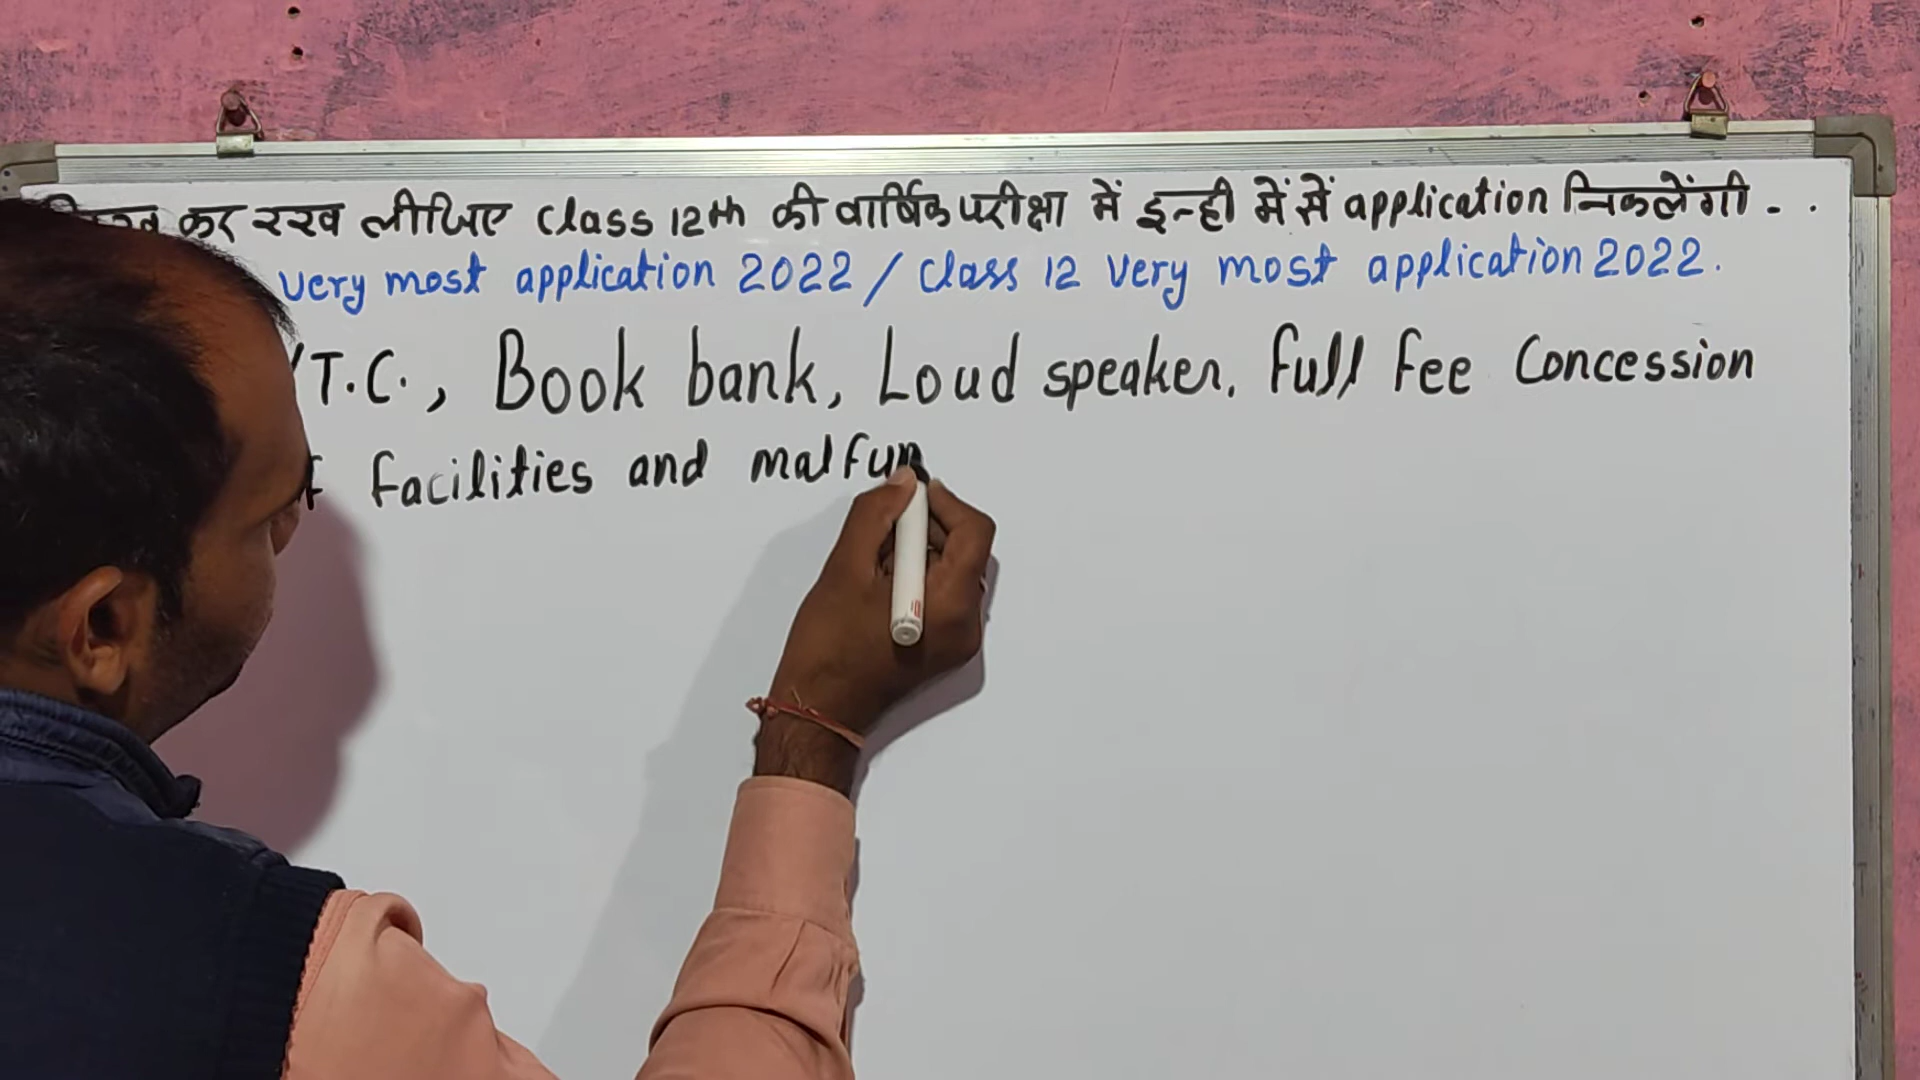 कर रख लीजिए class 12th की वार्षिक परीक्षा में इन्ही में सें application निकलेंगी - .
very most application 2022 / Class 12 very most application 2022.
/T.C., Book bank, Loud speaker. Full Fee Concession
facilities and malfun